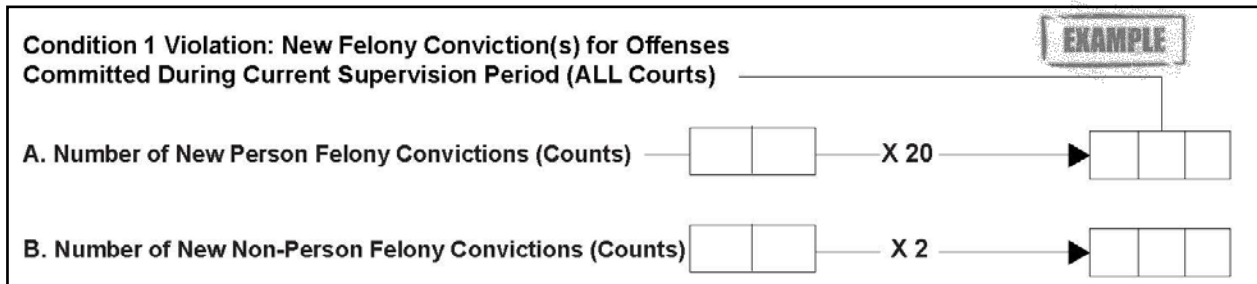 EXAMPLE
Condition 1 Violation: New Felony Conviction(s) for Offenses
Committed During Current Supervision Period (ALL Courts)
A. Number of New Person Felony Convictions (Counts) X 20
B. Number of New Non-Person Felony Convictions (Counts) X 2